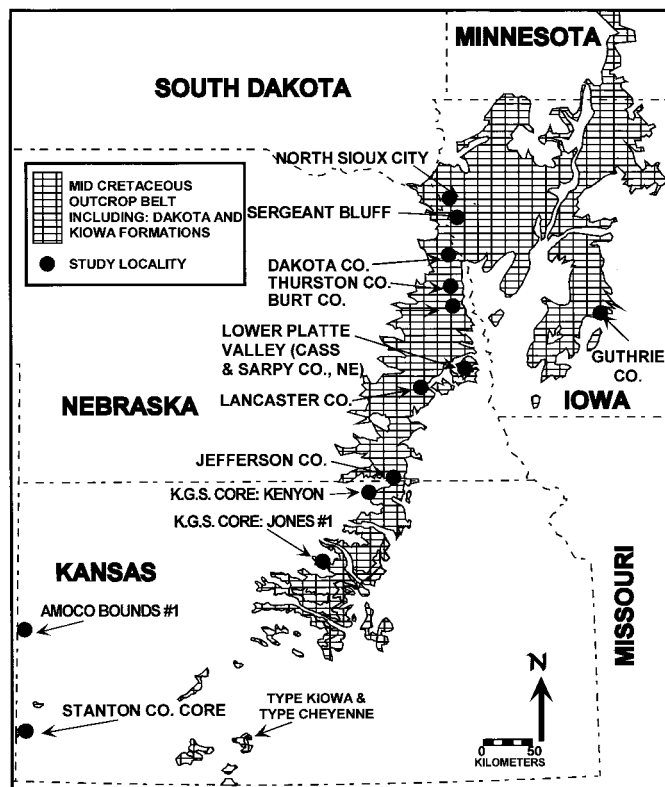 MINNESOTA
SOUTH DAKOTA
NORTH SIOUX CITY
MID CRETACEOUS
OUTCROP BELT
INCLUDING: DAKOTA AND
KIOWA FORMATIONS
STUDY LOCALITY
SERGEANT BLUFF
DAKOTA CO.
THURSTON CO.
BURT CO.
LOWER PLATTE
VALLEY (CASS
& SARPY CO., NE)
GUTHRIE
CO.
NEBRASKA
LANCASTER CO.
IOWA
JEFFERSON CO.
K.G.S. CORE: KENYON
K.G.S. CORE: JONES #1
KANSAS
MISSOURI
AMOCO BOUNDS #1
STANTON CO. CORE
TYPE KIOWA &
TYPE CHEYENNE
N
0 50
KILOMETERS